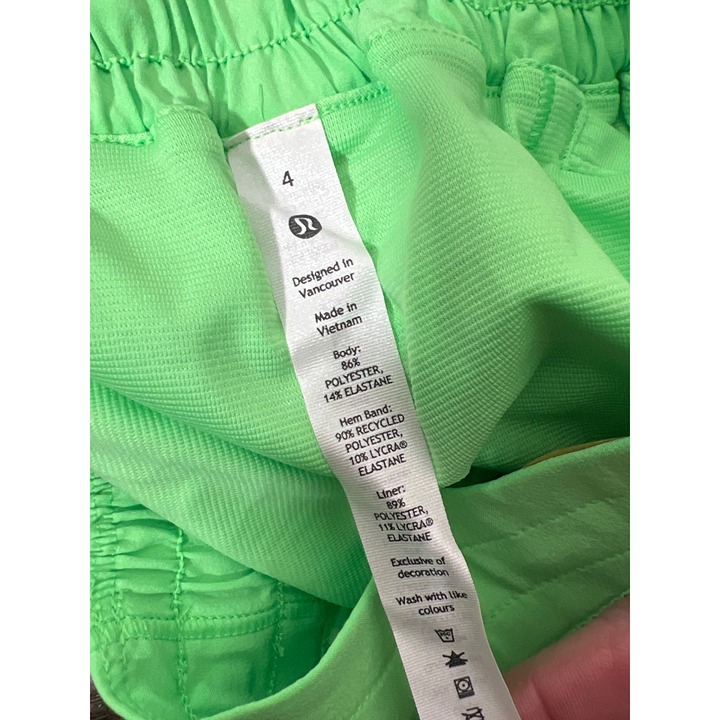 4
Designed in
Vancouver
Made in
Vietnam
Body:
86%
POLYESTER,
14% ELASTANE
Hem Band:
90% RECYCLED
POLYESTER,
10% LYCRA®
ELASTANE
Liner:
89%
POLYESTER,
11% LYCRA®
ELASTANE
Exclusive of
decoration
Wash with like
colours